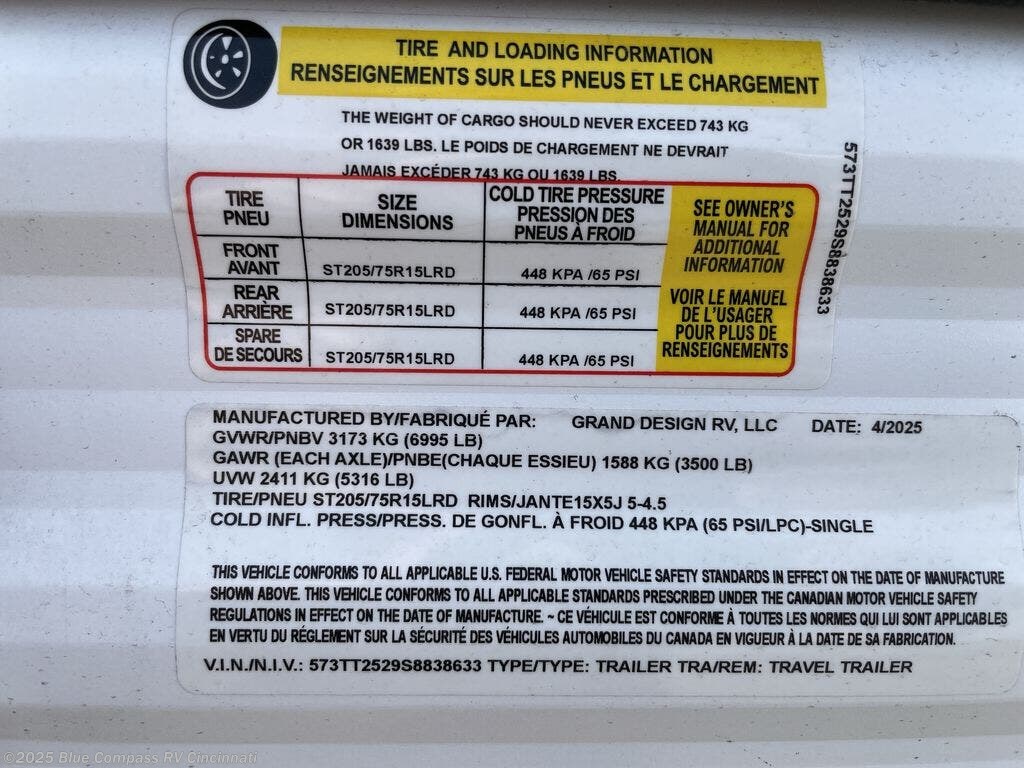 TIRE AND LOADING INFORMATION
RENSEIGNEMENTS SUR LES PNEUS ET LE CHARGEMENT
THE WEIGHT OF CARGO SHOULD NEVER EXCEED 743 KG
OR 1639 LBS. LE POIDS DE CHARGEMENT NE DEVRAIT
JAMAIS EXCÉDER 743 KG OU 1639 LBS.
TIRE
PNEU
SIZE
DIMENSIONS
COLD TIRE PRESSURE
PRESSION DES
PNEUS À FROID
FRONT
AVANT
ST205/75R15LRD
448 KPA /65 PSI
REAR
ARRIÈRE
ST205/75R15LRD
448 KPA /65 PSI
SPARE
DE SECOURS
ST205/75R15LRD
448 KPA /65 PSI
SEE OWNER'S
MANUAL FOR
ADDITIONAL
INFORMATION
VOIR LE MANUEL
DE L'USAGER
POUR PLUS DE
RENSEIGNEMENTS
573TT2529S8838633
MANUFACTURED BY/FABRIQUÉ PAR: GRAND DESIGN RV, LLC DATE: 4/2025
GVWR/PNBV 3173 KG (6995 LB)
GAWR (EACH AXLE)/PNBE(CHAQUE ESSIEU) 1588 KG (3500 LB)
UVW 2411 KG (5316 LB)
TIRE/PNEU ST205/75R15LRD RIMS/JANTE15X5J 5-4.5
COLD INFL. PRESS/PRESS. DE GONFL. À FROID 448 KPA (65 PSI/LPC)-SINGLE
THIS VEHICLE CONFORMS TO ALL APPLICABLE U.S. FEDERAL MOTOR VEHICLE SAFETY STANDARDS IN EFFECT ON THE DATE OF MANUFACTURE
SHOWN ABOVE. THIS VEHICLE CONFORMS TO ALL APPLICABLE STANDARDS PRESCRIBED UNDER THE CANADIAN MOTOR VEHICLE SAFETY
REGULATIONS IN EFFECT ON THE DATE OF MANUFACTURE. ~ CE VÉHICULE EST CONFORME À TOUTES LES NORMES QUI LUI SONT APPLICABLES
EN VERTU DU RÉGLEMENT SUR LA SÉCURITÉ DES VÉHICULES AUTOMOBILES DU CANADA EN VIGUEUR À LA DATE DE SA FABRICATION.
V.I.N./N.I.V.: 573TT2529S8838633 TYPE/TYPE: TRAILER TRA/REM: TRAVEL TRAILER
©2025 Blue Compass RV Cincinnati